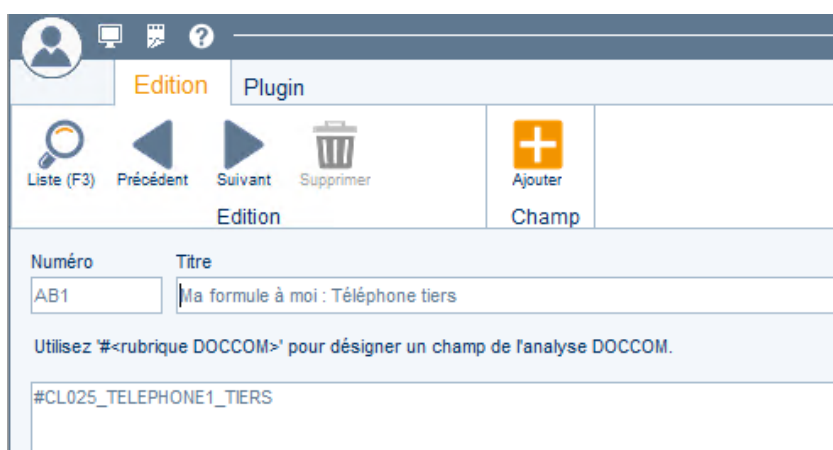 ?
Edition Plugin
Liste (F3) Précédent Suivant Supprimer Ajouter
Edition Champ
Numéro Titre
AB1 Ma formule à moi : Téléphone tiers
Utilisez '#<rubrique DOCCOM>' pour désigner un champ de l'analyse DOCCOM.
#CL025_TELEPHONE1_TIERS